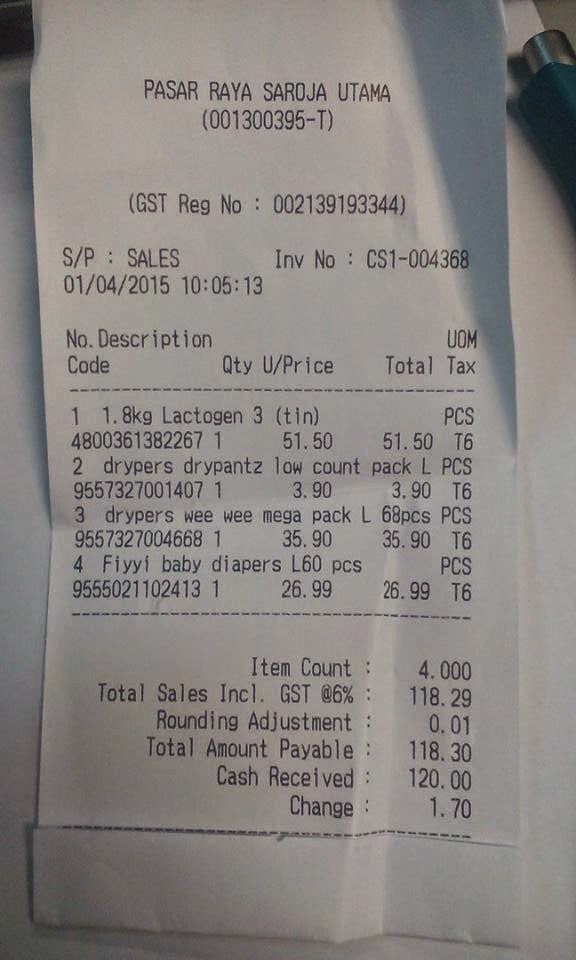 PASAR RAYA SAROJA UTAMA
(001300395-T)
(GST Reg No : 002139193344)
S/P : SALES Inv No : CS1-004368
01/04/2015 10:05:13
No. Description UOM
Code Qty U/Price Total Tax
1 1.8kg Lactogen 3 (tin) PCS
4800361382267 1 51.50 51.50 T6
2 drypers drypantz low count pack L PCS
9557327001407 1 3.90 3.90 T6
3 drypers wee wee mega pack L 68pcs PCS
9557327004668 1 35.90 35.90 T6
4 Fiyyi baby diapers L60 pcs PCS
9555021102413 1 26.99 26.99 T6
Item Count : 4.000
Total Sales Incl. GST @6% : 118.29
Rounding Adjustment : 0.01
Total Amount Payable : 118.30
Cash Received : 120.00
Change : 1.70